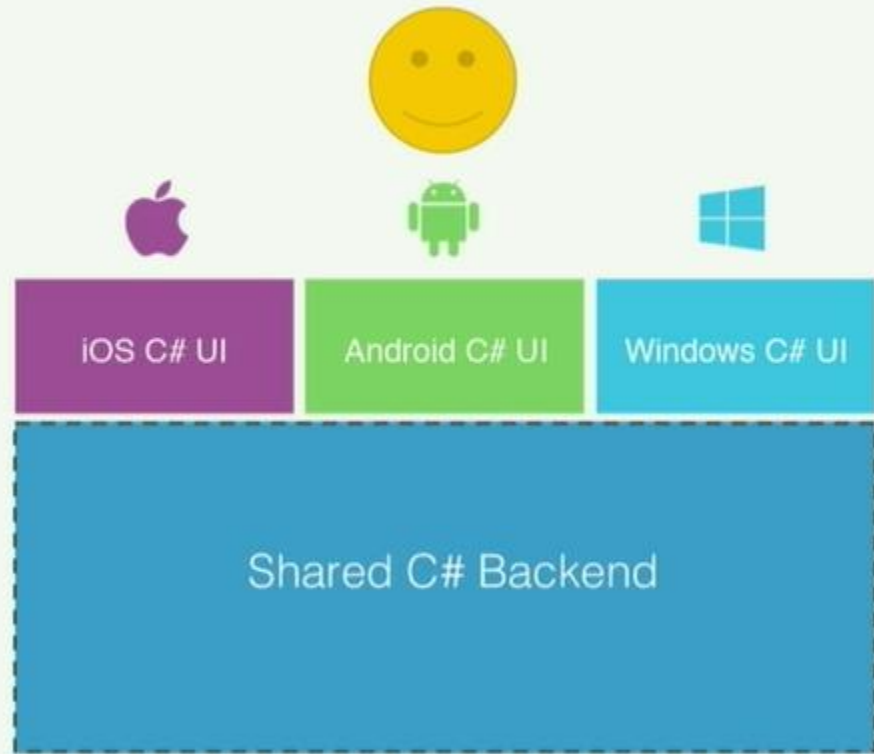 iOS C# UI
Android C# UI
Windows C# UI
Shared C# Backend